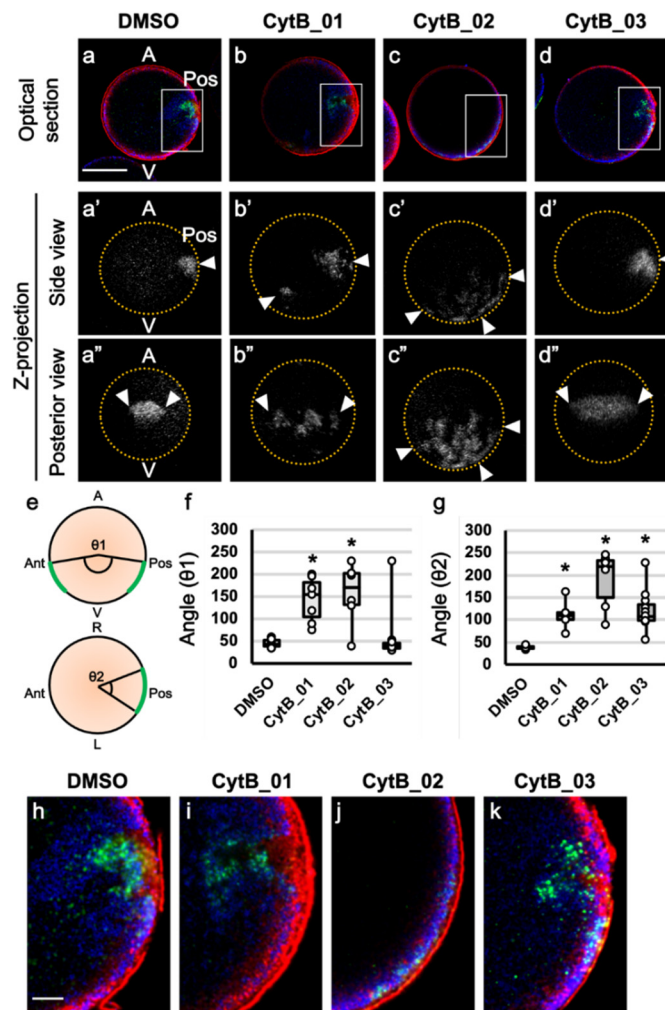 DMSO CytB_01 CytB_02 CytB_03
Optical section
a A Pos V
b
c
d
Z-projection
Side view
a’ A Pos V
b’
c’
d’
Posterior view
a” A V
b”
c”
d”
e
A
Ant θ1 Pos
V
R
Ant θ2 Pos
L
f
Angle (θ1)
300
250
200
150
100
50
0
* *
DMSO CytB_01 CytB_02 CytB_03
g
Angle (θ2)
300
250
200
150
100
50
0
* * *
DMSO CytB_01 CytB_02 CytB_03
DMSO CytB_01 CytB_02 CytB_03
h i j k